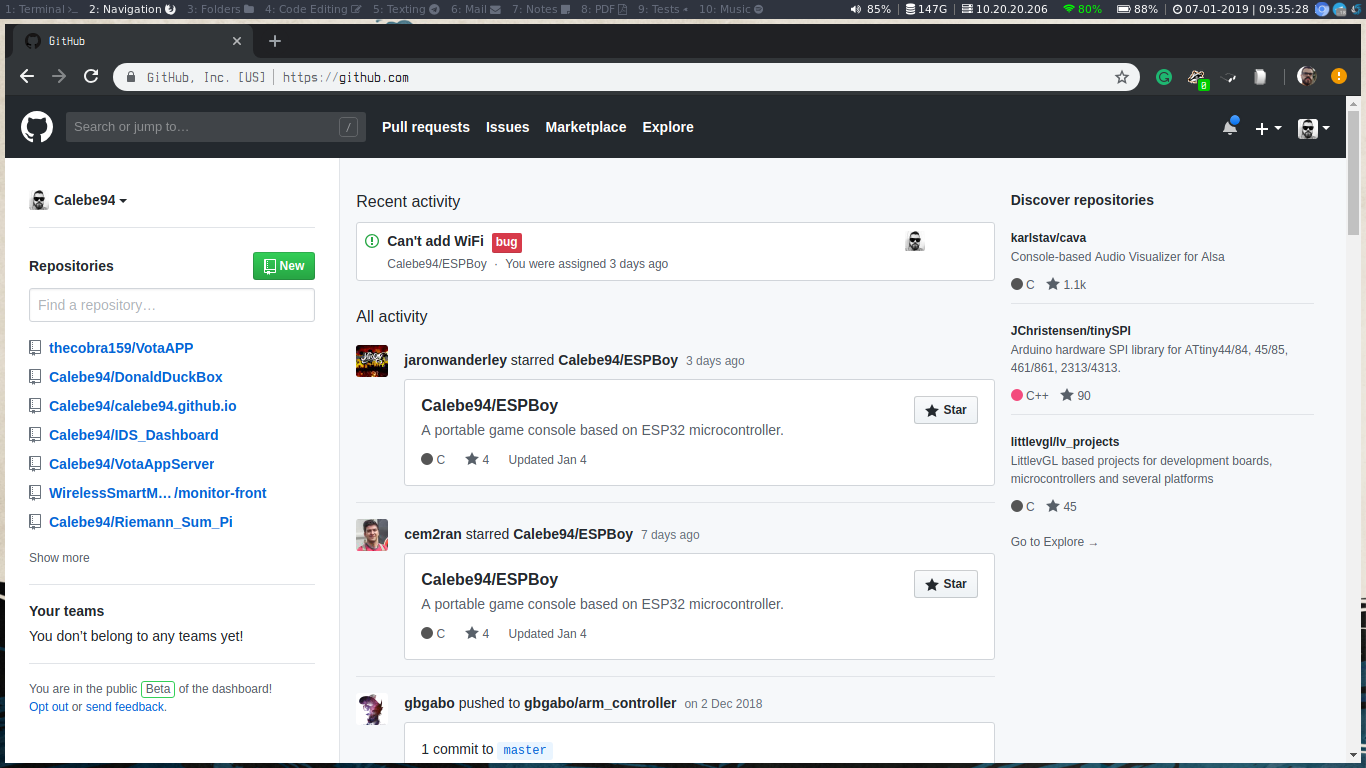 1: Terminal 2: Navigation 3: Folders 4: Code Editing 5: Texting 6: Mail 7: Notes 8: PDF 9: Tests 10: Music 85% | 147G | 10.20.20.206 80% 88% | 07-01-2019 | 09:35:28
GitHub
GitHub, Inc. [US] | https://github.com
0
Search or jump to… / Pull requests Issues Marketplace Explore
Calebe94
Repositories New
Find a repository…
thecobra159/VotaAPP
Calebe94/DonaldDuckBox
Calebe94/calebe94.github.io
Calebe94/IDS_Dashboard
Calebe94/VotaAppServer
WirelessSmartM…/monitor-front
Calebe94/Riemann_Sum_Pi
Show more
Your teams
You don’t belong to any teams yet!
You are in the public Beta of the dashboard!
Opt out or send feedback.
Recent activity
Can't add WiFi bug
Calebe94/ESPBoy · You were assigned 3 days ago
All activity
jaronwanderley starred Calebe94/ESPBoy 3 days ago
Calebe94/ESPBoy Star
A portable game console based on ESP32 microcontroller.
C 4 Updated Jan 4
cem2ran starred Calebe94/ESPBoy 7 days ago
Calebe94/ESPBoy Star
A portable game console based on ESP32 microcontroller.
C 4 Updated Jan 4
gbgabo pushed to gbgabo/arm_controller on 2 Dec 2018
1 commit to master
Discover repositories
karlstav/cava
Console-based Audio Visualizer for Alsa
C 1.1k
JChristensen/tinySPI
Arduino hardware SPI library for ATtiny44/84, 45/85,
461/861, 2313/4313.
C++ 90
littlevgl/lv_projects
LittlevGL based projects for development boards,
microcontrollers and several platforms
C 45
Go to Explore →